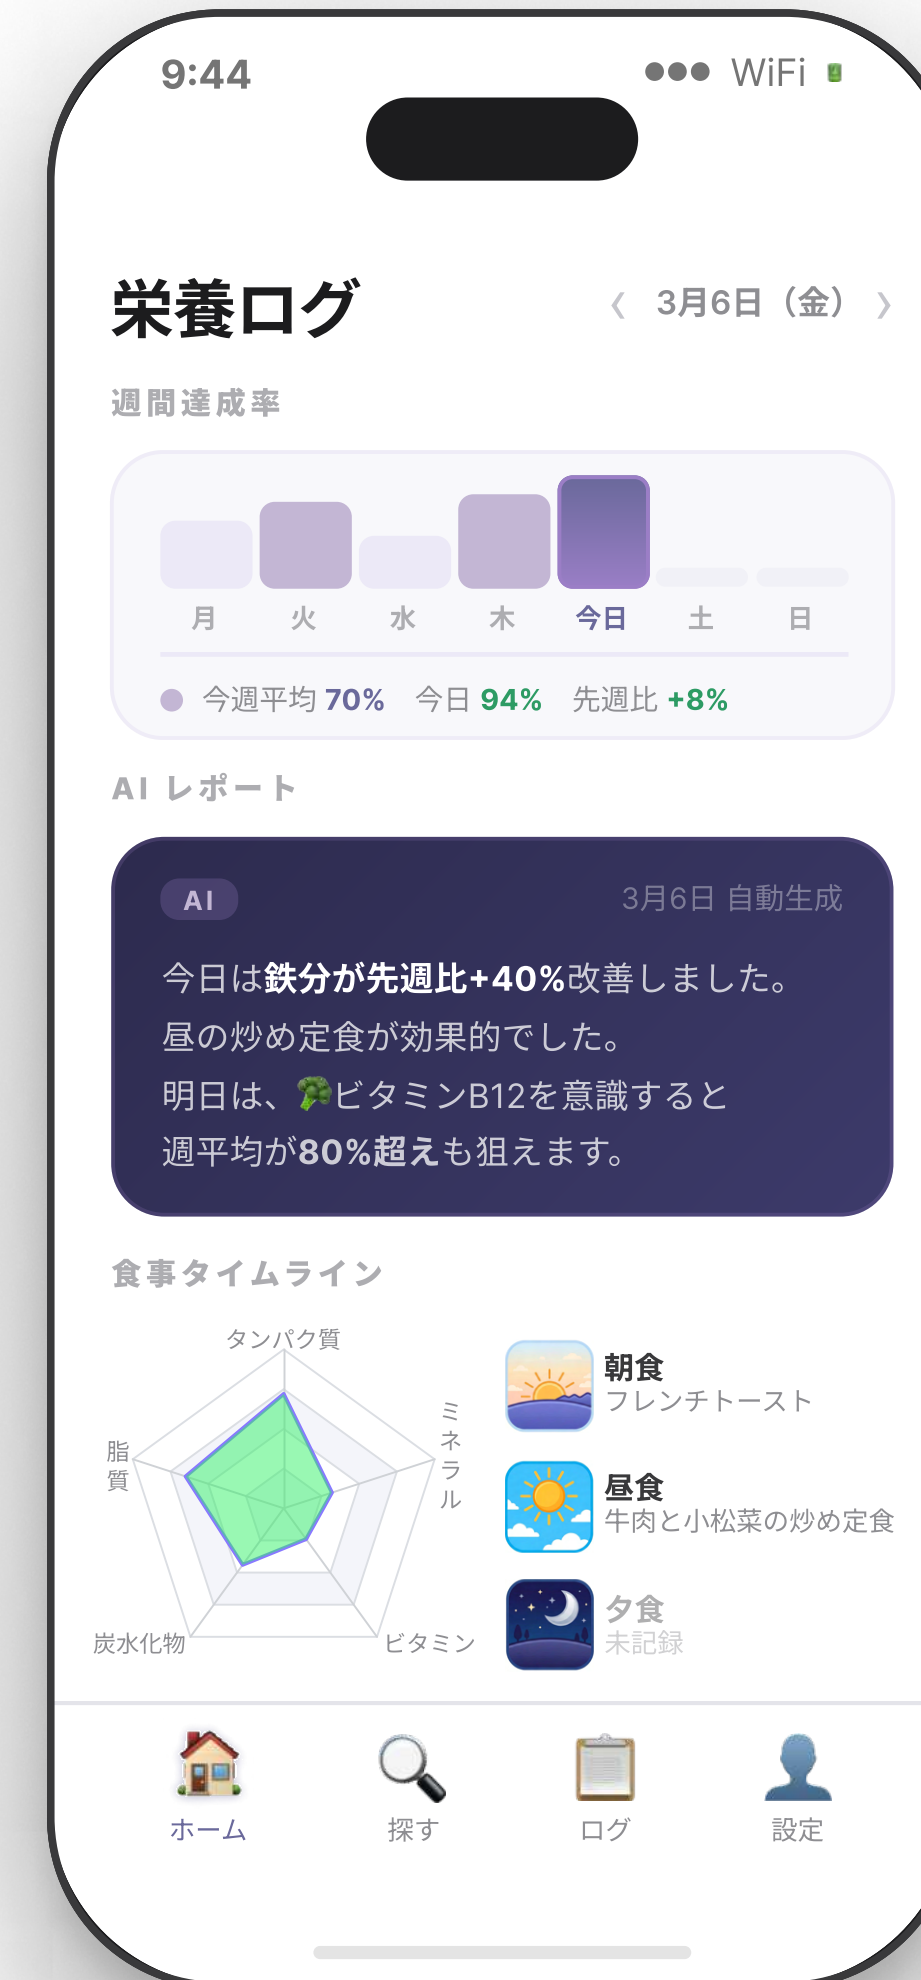 9:44
WiFi
栄養ログ
3月6日（金）
週間達成率
月 火 水 木 今日 土 日
今週平均 70% 今日 94% 先週比 +8%
AI レポート
AI
3月6日 自動生成
今日は鉄分が先週比+40%改善しました。
昼の炒め定食が効果的でした。
明日は、🥦ビタミンB12を意識すると
週平均が80%超えも狙えます。
食事タイムライン
タンパク質
ミネラル
脂質
炭水化物
ビタミン
朝食
フレンチトースト
昼食
牛肉と小松菜の炒め定食
夕食
未記録
ホーム
探す
ログ
設定